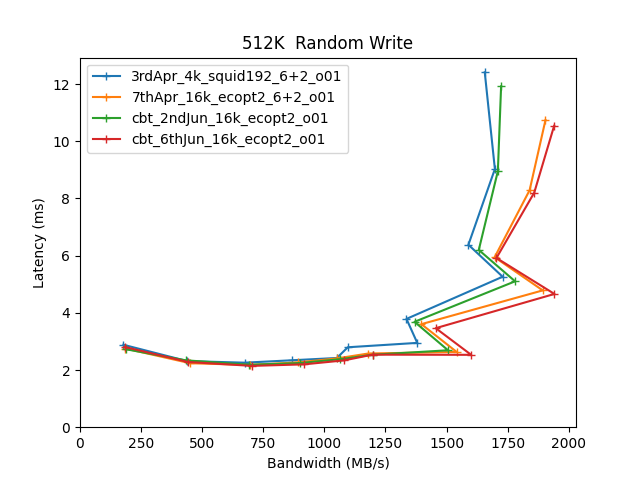 512K  Random Write
3rdApr_4k_squid192_6+2_o01
7thApr_16k_ecopt2_6+2_o01
cbt_2ndJun_16k_ecopt2_o01
cbt_6thJun_16k_ecopt2_o01
12
10
8
6
4
2
0
Latency (ms)
0 250 500 750 1000 1250 1500 1750 2000
Bandwidth (MB/s)